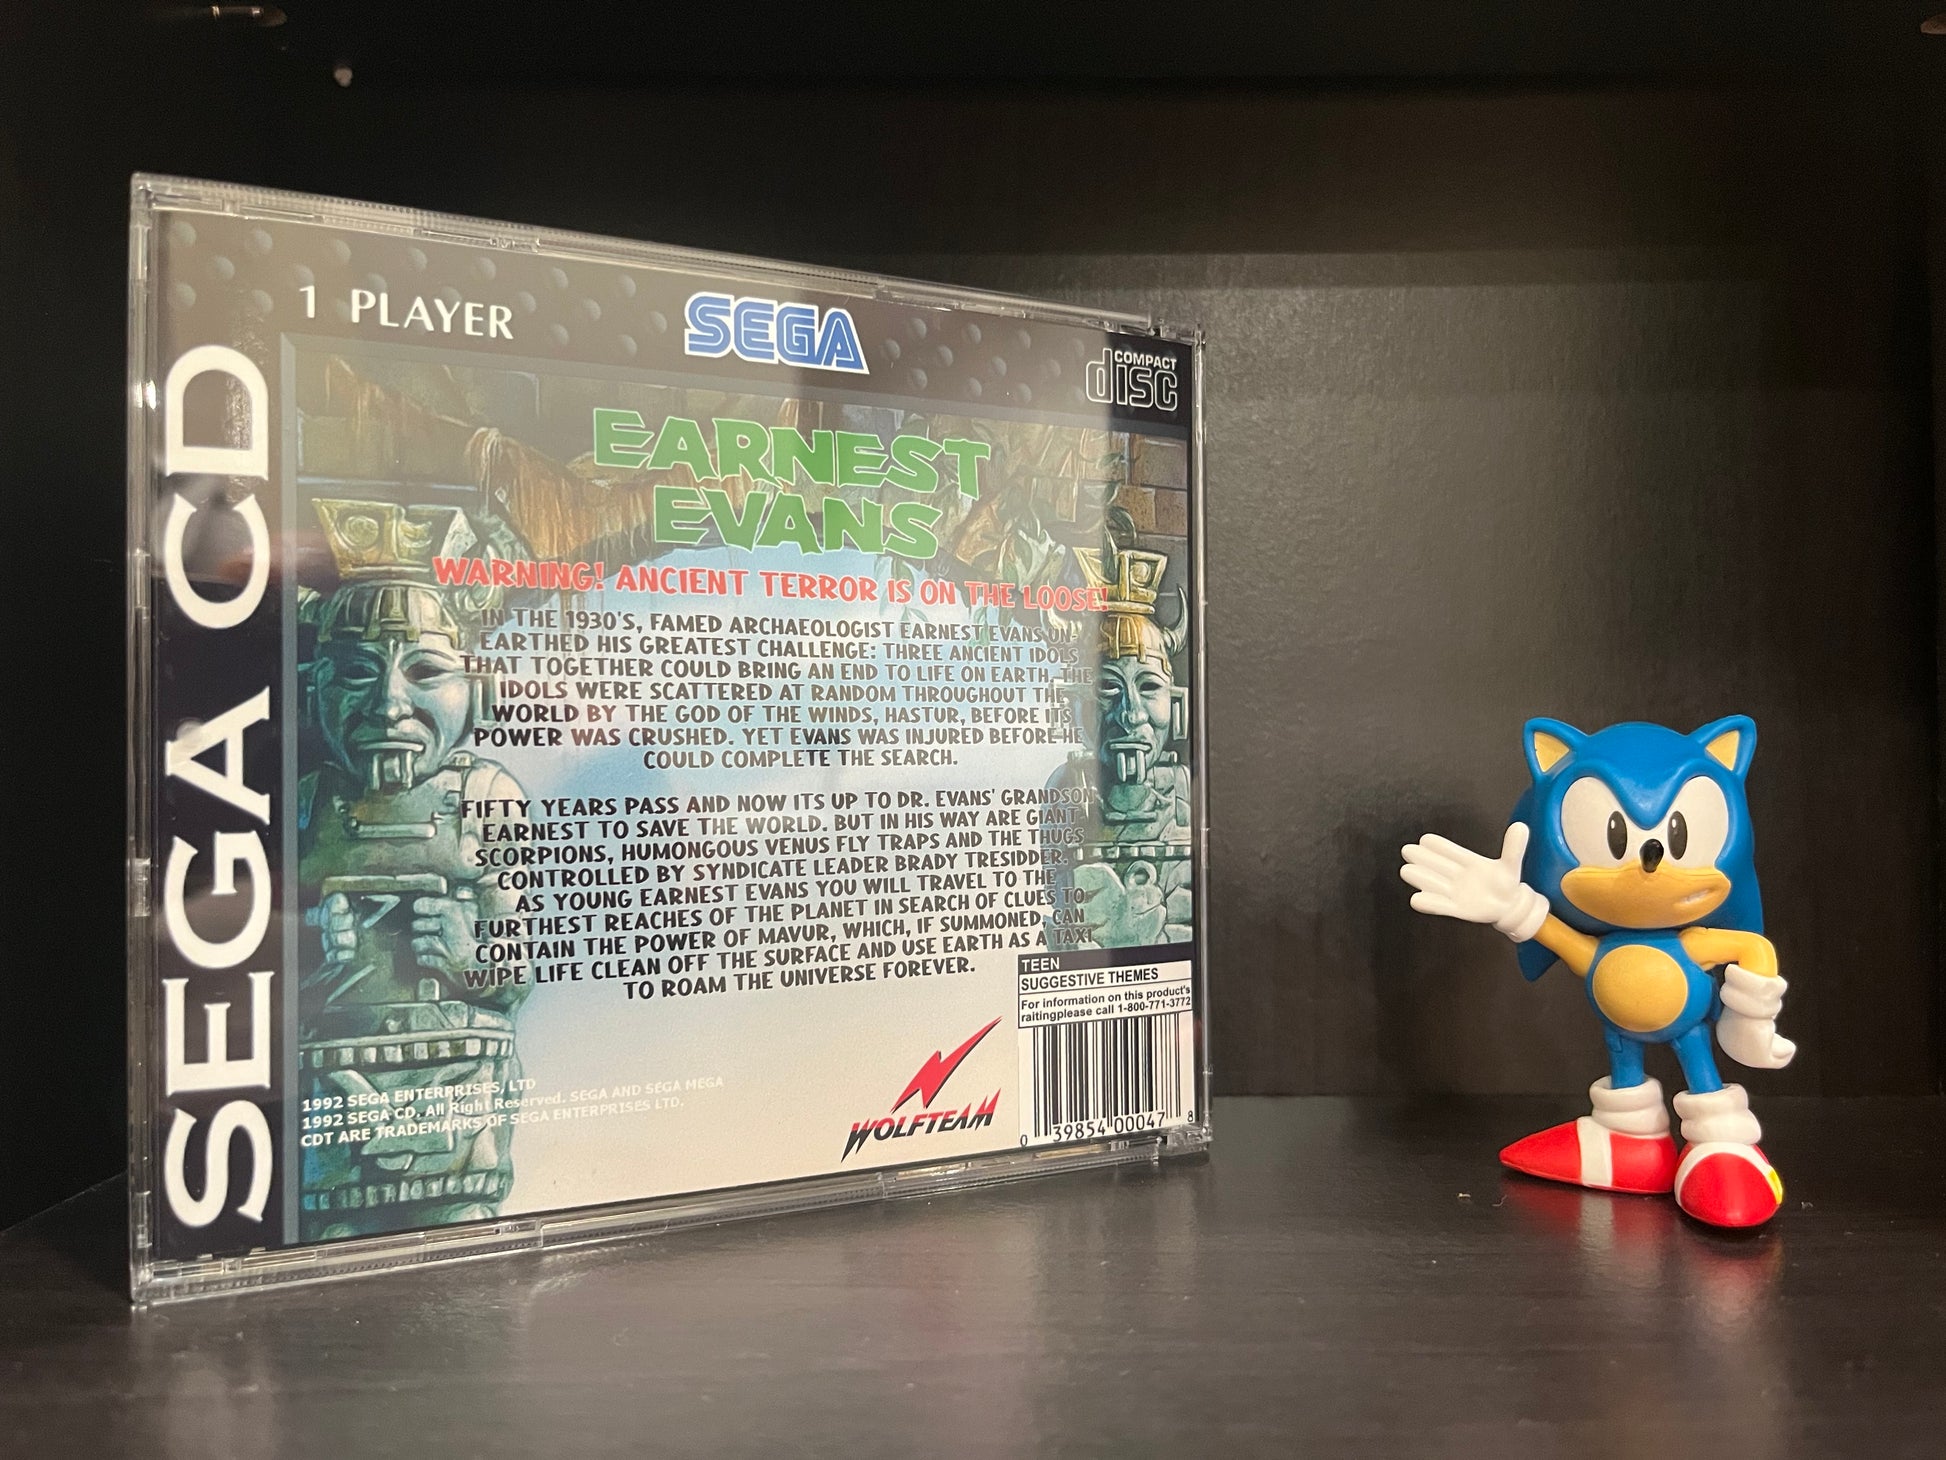 SEGA CD
1 PLAYER
SEGA
COMPACT
disc
EARNEST
EVANS
WARNING! ANCIENT TERROR IS ON THE LOOSE!
IN THE 1930'S, FAMED ARCHAEOLOGIST EARNEST EVANS UN-
EARTHED HIS GREATEST CHALLENGE: THREE ANCIENT IDOLS
THAT TOGETHER COULD BRING AN END TO LIFE ON EARTH. THE
IDOLS WERE SCATTERED AT RANDOM THROUGHOUT THE
WORLD BY THE GOD OF THE WINDS, HASTUR, BEFORE ITS
POWER WAS CRUSHED. YET EVANS WAS INJURED BEFORE HE
COULD COMPLETE THE SEARCH.
FIFTY YEARS PASS AND NOW ITS UP TO DR. EVANS' GRANDSON
EARNEST TO SAVE THE WORLD. BUT IN HIS WAY ARE GIANT
SCORPIONS, HUMONGOUS VENUS FLY TRAPS AND THE THUGS
CONTROLLED BY SYNDICATE LEADER BRADY TRESIDDER.
AS YOUNG EARNEST EVANS YOU WILL TRAVEL TO THE
FURTHEST REACHES OF THE PLANET IN SEARCH OF CLUES TO
CONTAIN THE POWER OF MAVUR, WHICH, IF SUMMONED, CAN
WIPE LIFE CLEAN OFF THE SURFACE AND USE EARTH AS A TAXI
TO ROAM THE UNIVERSE FOREVER.
TEEN
SUGGESTIVE THEMES
For information on this product's
raitingplease call 1-800-771-3772
0 39854 00047 8
WOLFTEAM
1992 SEGA ENTERPRISES, LTD
1992 SEGA CD. All Right Reserved. SEGA AND SEGA MEGA
CDT ARE TRADEMARKS OF SEGA ENTERPRISES LTD.